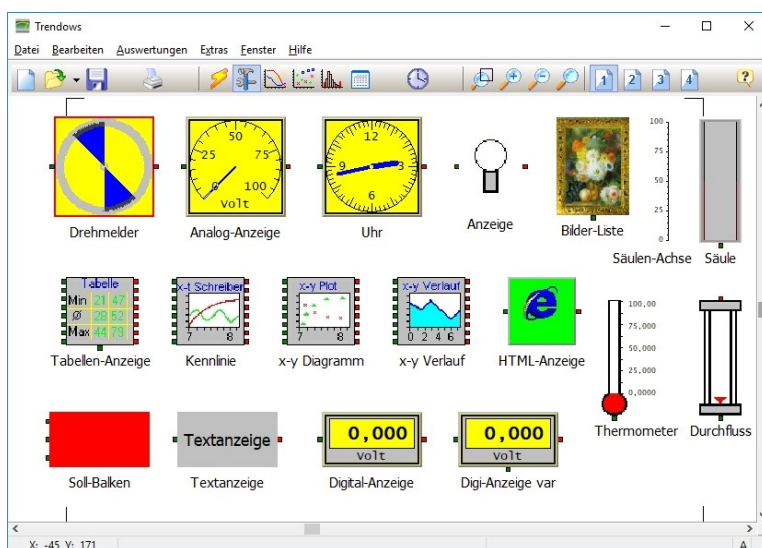 Trendows
Datei Bearbeiten Auswertungen Extras Fenster Hilfe
1 2 3 4 ?
50
25 75
0 100
Volt
12
9 3
6
100
75
50
25
0
Drehmelder Analog-Anzeige Uhr Anzeige Bilder-Liste
Säulen-Achse Säule
Tabelle
Min 21 47
Ø 28 52
Max 44 79
x-t Schreiber
7 8
x-y Plot
7 8
x-y Verlauf
0 2 4 6
100,00
75,000
50,000
25,000
0,0000
Tabellen-Anzeige Kennlinie x-y Diagramm x-y Verlauf HTML-Anzeige
Thermometer Durchfluss
Textanzeige
0,000
Volt
0,000
Volt
Soll-Balken Textanzeige Digital-Anzeige Digi-Anzeige var
X: -45 Y: 171 A